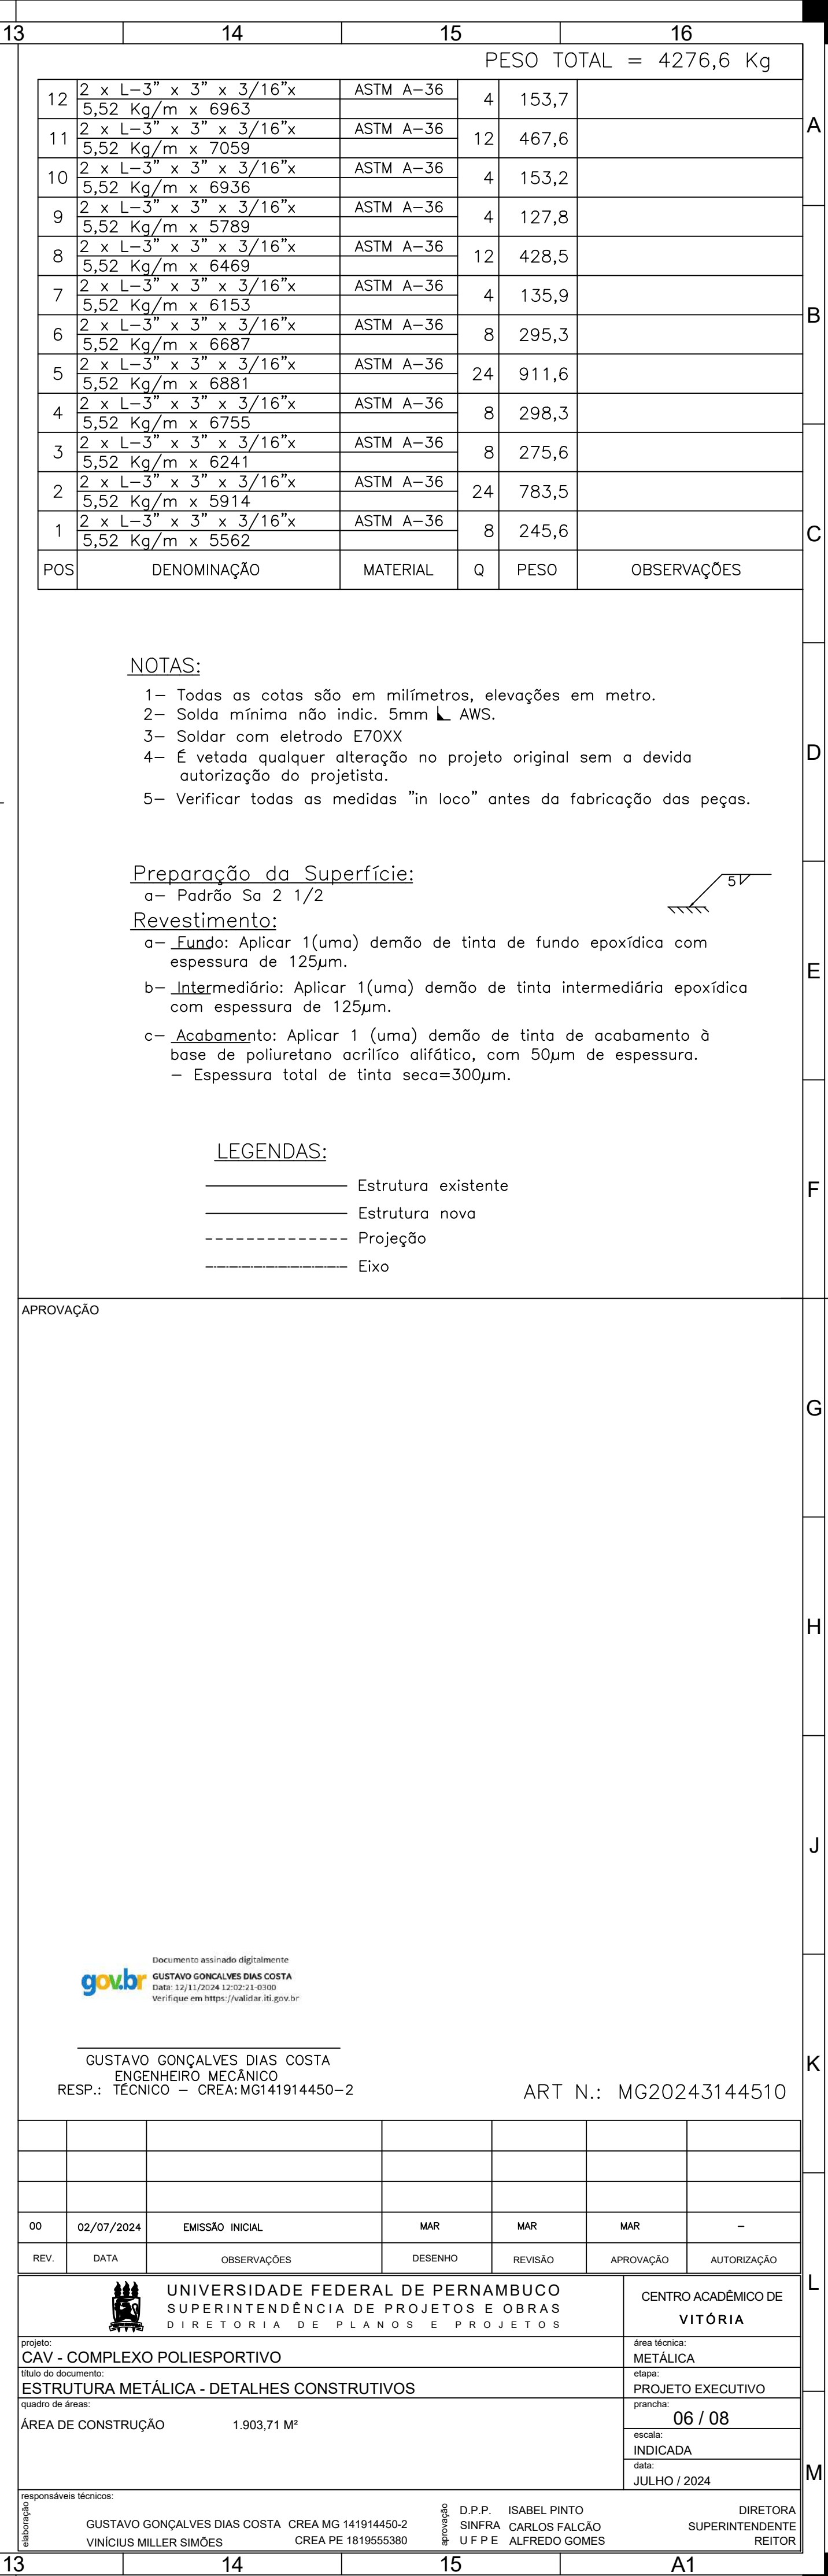 13 14 15 16
PESO TOTAL = 4276,6 Kg
12 2 x L-3" x 3" x 3/16"x ASTM A-36 4 153,7
5,52 Kg/m x 6963
11 2 x L-3" x 3" x 3/16"x ASTM A-36 12 467,6
5,52 Kg/m x 7059
10 2 x L-3" x 3" x 3/16"x ASTM A-36 4 153,2
5,52 Kg/m x 6936
9 2 x L-3" x 3" x 3/16"x ASTM A-36 4 127,8
5,52 Kg/m x 5789
8 2 x L-3" x 3" x 3/16"x ASTM A-36 12 428,5
5,52 Kg/m x 6469
7 2 x L-3" x 3" x 3/16"x ASTM A-36 4 135,9
5,52 Kg/m x 6153
6 2 x L-3" x 3" x 3/16"x ASTM A-36 8 295,3
5,52 Kg/m x 6687
5 2 x L-3" x 3" x 3/16"x ASTM A-36 24 911,6
5,52 Kg/m x 6881
4 2 x L-3" x 3" x 3/16"x ASTM A-36 8 298,3
5,52 Kg/m x 6755
3 2 x L-3" x 3" x 3/16"x ASTM A-36 8 275,6
5,52 Kg/m x 6241
2 2 x L-3" x 3" x 3/16"x ASTM A-36 24 783,5
5,52 Kg/m x 5914
1 2 x L-3" x 3" x 3/16"x ASTM A-36 8 245,6
5,52 Kg/m x 5562
POS DENOMINAÇÃO MATERIAL Q PESO OBSERVAÇÕES
NOTAS:
1- Todas as cotas são em milímetros, elevações em metro.
2- Solda mínima não indic. 5mm AWS.
3- Soldar com eletrodo E70XX
4- É vetada qualquer alteração no projeto original sem a devida
autorização do projetista.
5- Verificar todas as medidas "in loco" antes da fabricação das peças.
Preparação da Superfície:
a- Padrão Sa 2 1/2
5
Revestimento:
a- Fundo: Aplicar 1(uma) demão de tinta de fundo epoxídica com
espessura de 125µm.
b- Intermediário: Aplicar 1(uma) demão de tinta intermediária epoxídica
com espessura de 125µm.
c- Acabamento: Aplicar 1 (uma) demão de tinta de acabamento à
base de poliuretano acrilíco alifático, com 50µm de espessura.
- Espessura total de tinta seca=300µm.
LEGENDAS:
Estrutura existente
Estrutura nova
Projeção
Eixo
APROVAÇÃO
A
B
C
D
E
F
G
H
J
K
L
M
gov.br
Documento assinado digitalmente
GUSTAVO GONCALVES DIAS COSTA
Data: 12/11/2024 12:02:21-0300
Verifique em https://validar.iti.gov.br
GUSTAVO GONÇALVES DIAS COSTA
ENGENHEIRO MECÂNICO
RESP.: TÉCNICO - CREA: MG141914450-2
ART N.: MG20243144510
00 02/07/2024 EMISSÃO INICIAL MAR MAR MAR -
REV. DATA OBSERVAÇÕES DESENHO REVISÃO APROVAÇÃO AUTORIZAÇÃO
UNIVERSIDADE FEDERAL DE PERNAMBUCO
SUPERINTENDÊNCIA DE PROJETOS E OBRAS
DIRETORIA DE PLANOS E PROJETOS
CENTRO ACADÊMICO DE
VITÓRIA
projeto:
CAV - COMPLEXO POLIESPORTIVO
título do documento:
ESTRUTURA METÁLICA - DETALHES CONSTRUTIVOS
quadro de áreas:
ÁREA DE CONSTRUÇÃO 1.903,71 M²
área técnica:
METÁLICA
etapa:
PROJETO EXECUTIVO
prancha:
06 / 08
escala:
INDICADA
data:
JULHO / 2024
responsáveis técnicos:
elaboração
GUSTAVO GONÇALVES DIAS COSTA CREA MG 141914450-2
VINÍCIUS MILLER SIMÕES CREA PE 1819555380
aprovação
D.P.P. ISABEL PINTO DIRETORA
SINFRA CARLOS FALCÃO SUPERINTENDENTE
UFPE ALFREDO GOMES REITOR
13 14 15 A1